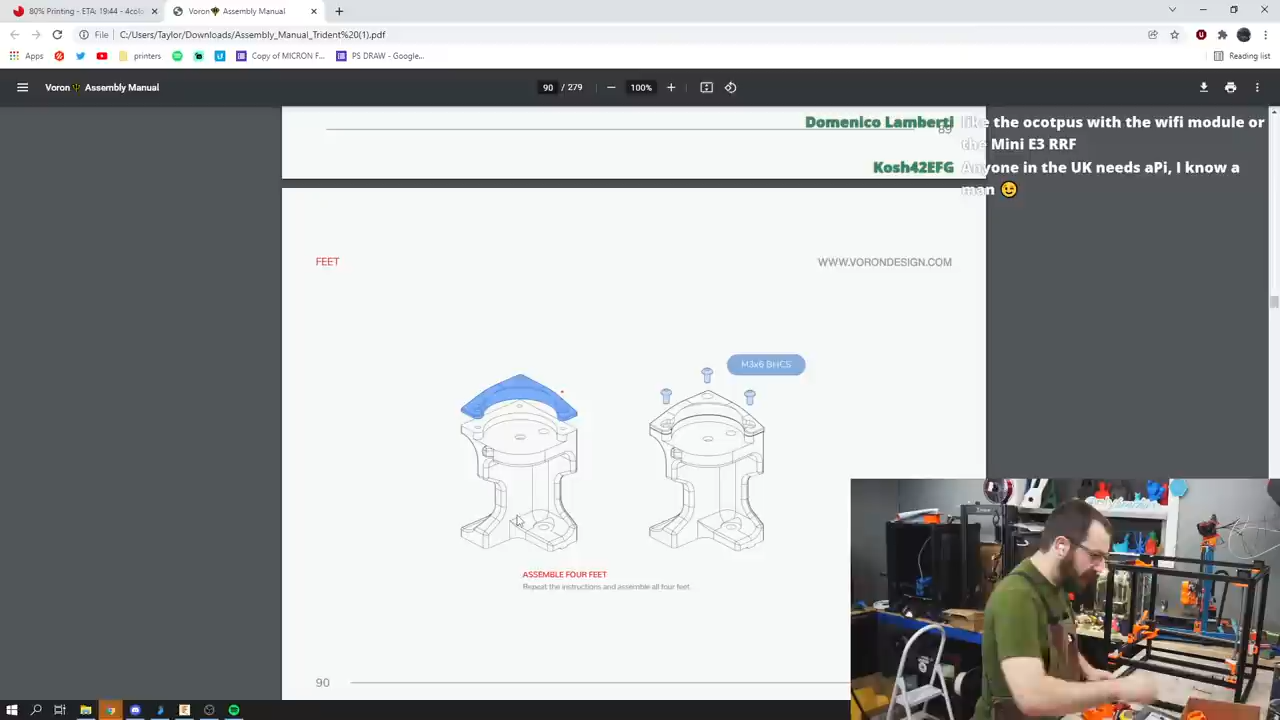 80% Printing - ETA: 19:44 - 4colo
Voron Assembly Manual
File
C:/Users/Taylor/Downloads/Assembly_Manual_Trident%20(1).pdf
Apps
printers
Copy of MICRON F...
PS DRAW - Google...
Reading list
Voron Assembly Manual
90 / 279
100%
89
Domenico Lamberti like the ocotpus with the wifi module or
the Mini E3 RRF
Kosh42EFG Anyone in the UK needs aPi, I know a
man 😉
FEET
WWW.VORONDESIGN.COM
M3x6 BHCS
ASSEMBLE FOUR FEET
Repeat the instructions and assemble all four feet.
90